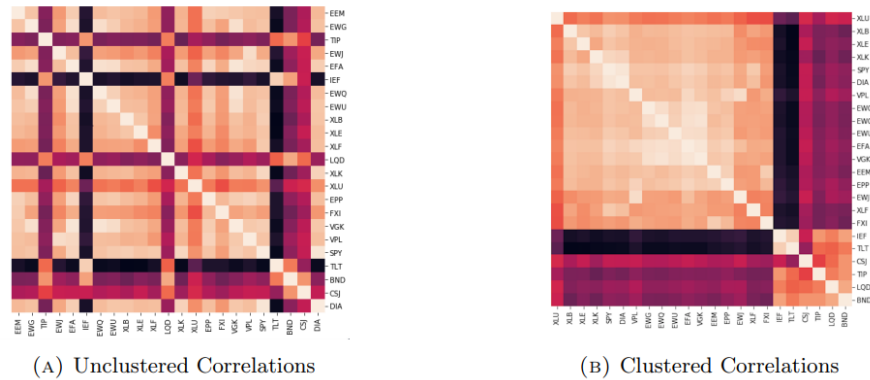 EEM
EWG
TIP
EWJ
EFA
IEF
EWQ
EWU
XLB
XLE
XLF
LQD
XLK
XLU
EPP
FXI
VGK
VPL
SPY
TLT
BND
CSJ
DIA
EEM EWG TIP EWJ EFA IEF EWQ EWU XLB XLE XLF LQD XLK XLU EPP FXI VGK VPL SPY TLT BND CSJ DIA
(A) Unclustered Correlations
XLU
XLB
XLE
XLK
SPY
DIA
VPL
EWG
EWQ
EWU
EFA
VGK
EEM
EPP
EWJ
XLF
FXI
IEF
TLT
CSJ
TIP
LQD
BND
XLU XLB XLE XLK SPY DIA VPL EWG EWQ EWU EFA VGK EEM EPP EWJ XLF FXI IEF TLT CSJ TIP LQD BND
(B) Clustered Correlations